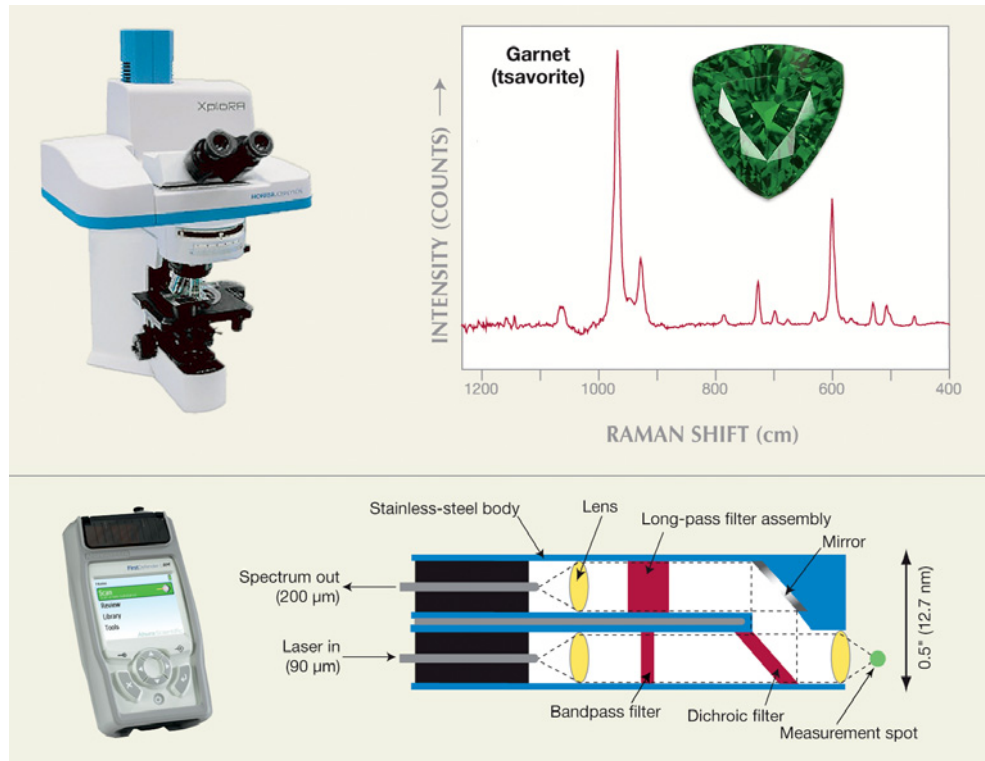 XploRA
HORIBA
Garnet
(tsavorite)
INTENSITY (COUNTS)
1200
1000
800
600
400
RAMAN SHIFT (cm)
Scan
Review
Library
Tools
Stainless-steel body
Lens
Long-pass filter assembly
Mirror
Spectrum out
(200 µm)
Laser in
(90 µm)
0.5" (12.7 nm)
Bandpass filter
Dichroic filter
Measurement spot